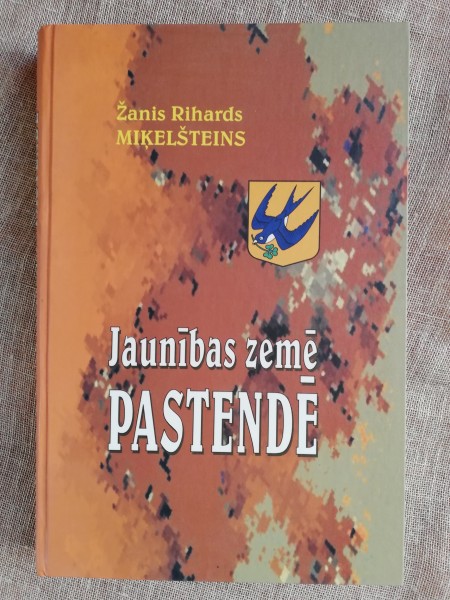 Žanis Rihards
MIĶELŠTEINS
Jaunības zemē
PASTENDĒ